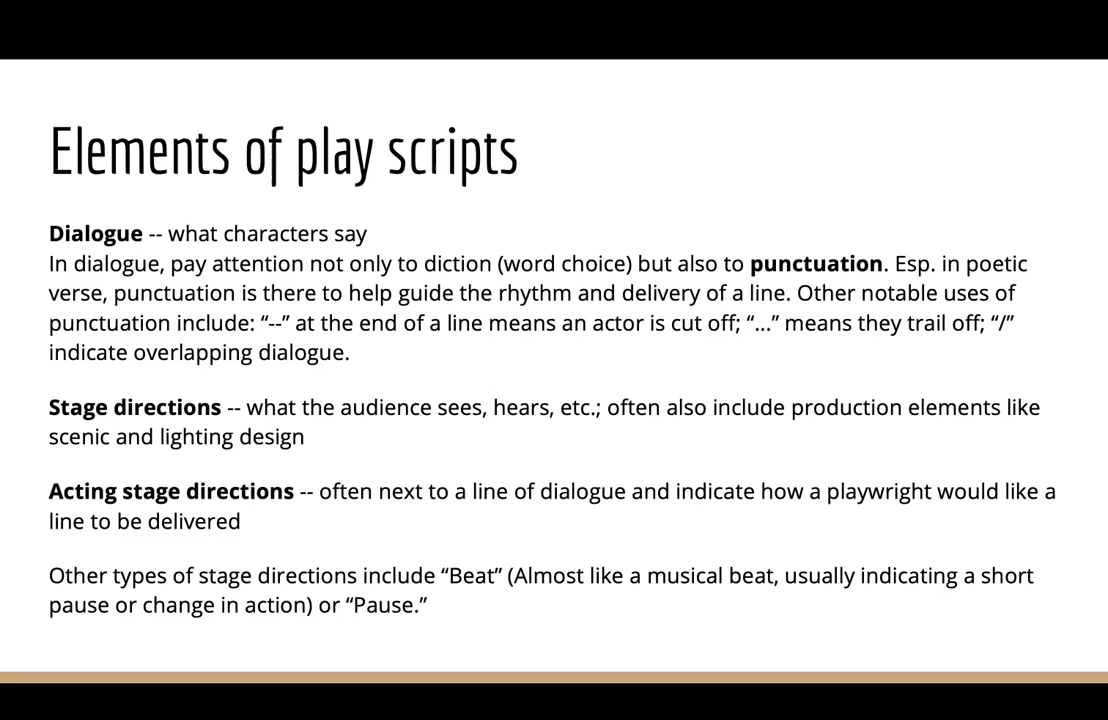 Elements of play scripts
Dialogue -- what characters say
In dialogue, pay attention not only to diction (word choice) but also to punctuation. Esp. in poetic
verse, punctuation is there to help guide the rhythm and delivery of a line. Other notable uses of
punctuation include: “--” at the end of a line means an actor is cut off; “...” means they trail off; “/”
indicate overlapping dialogue.
Stage directions -- what the audience sees, hears, etc.; often also include production elements like
scenic and lighting design
Acting stage directions -- often next to a line of dialogue and indicate how a playwright would like a
line to be delivered
Other types of stage directions include “Beat” (Almost like a musical beat, usually indicating a short
pause or change in action) or “Pause.”